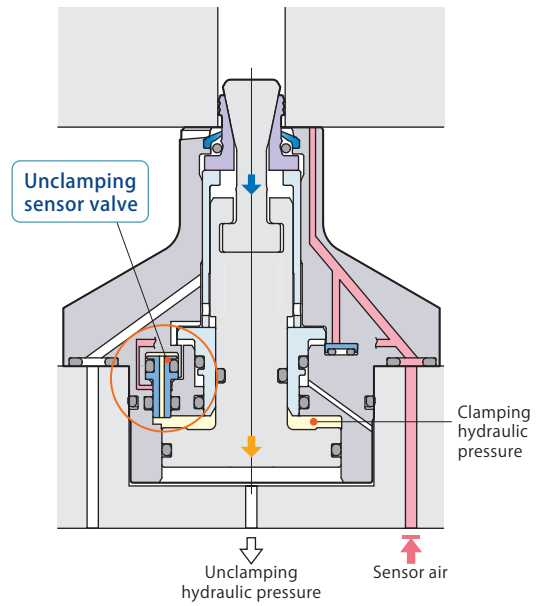 Unclamping
sensor valve
Clamping
hydraulic
pressure
Unclamping
hydraulic pressure
Sensor air